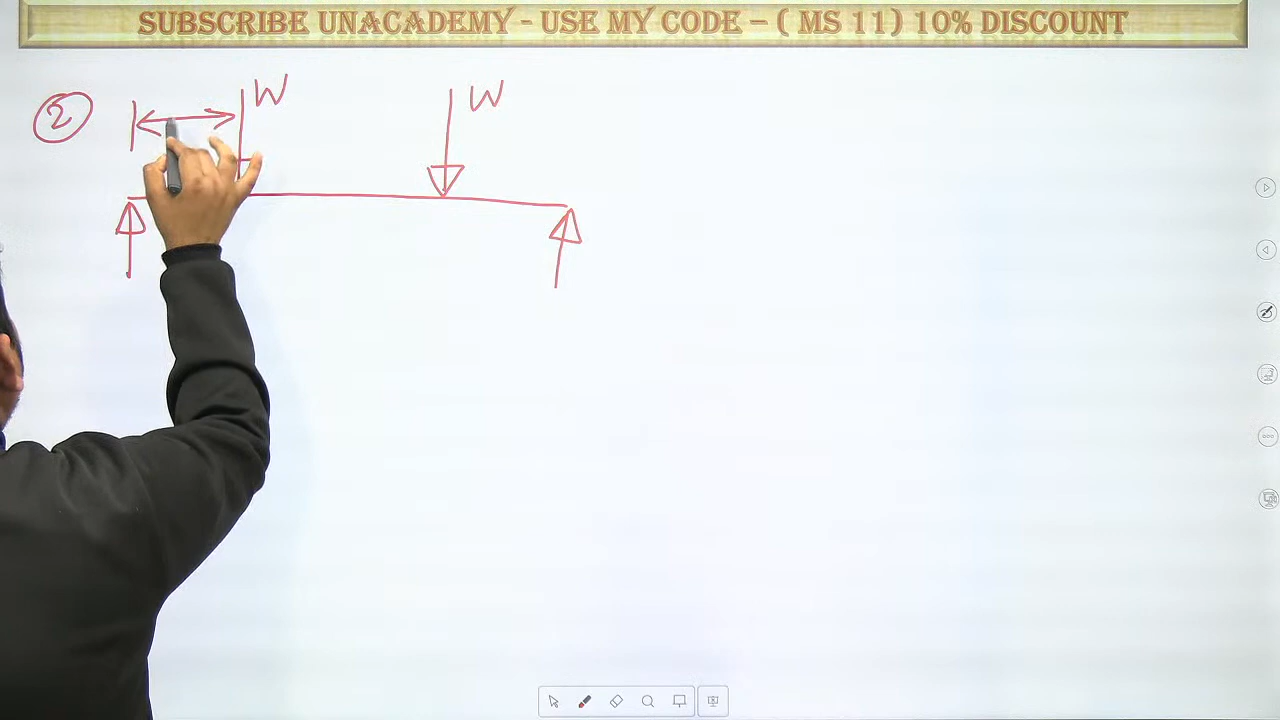 SUBSCRIBE UNACADEMY - USE MY CODE – ( MS 11) 10% DISCOUNT
2 W W